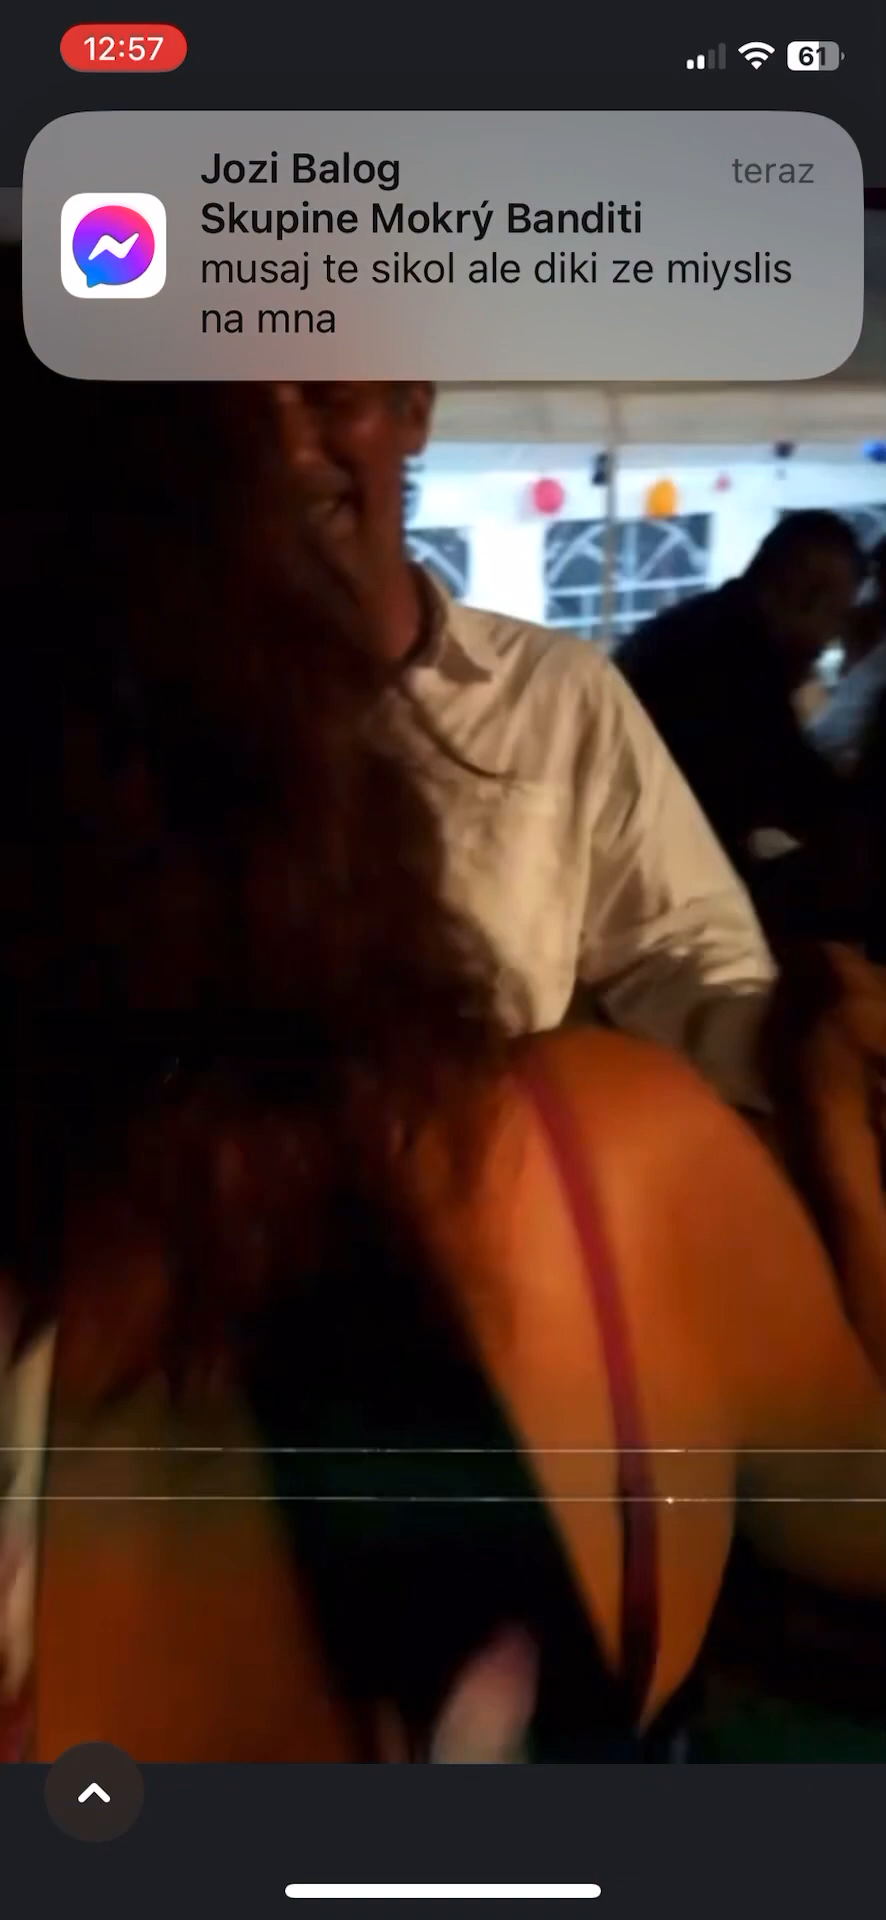 12:57
61
Jozi Balog
teraz
Skupine Mokrý Banditi
musaj te sikol ale diki ze miyslis
na mna